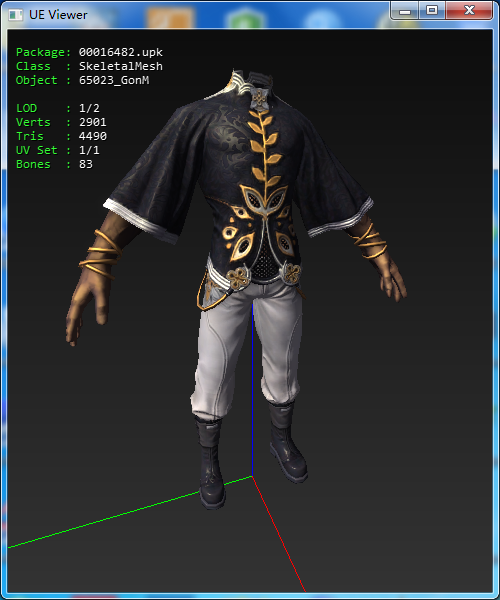 UE Viewer
Package: 00016482.upk
Class : SkeletalMesh
Object : 65023_GonM
LOD : 1/2
Verts : 2901
Tris : 4490
UV Set : 1/1
Bones : 83